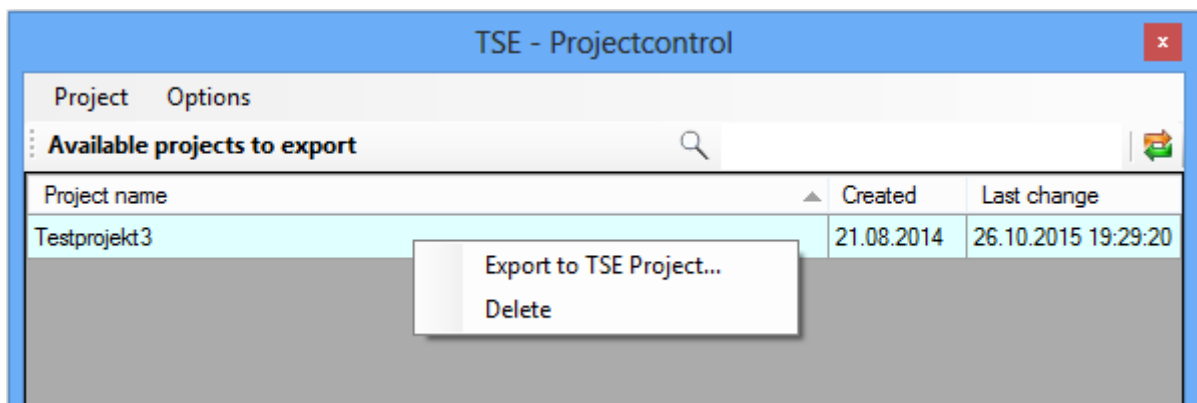 TSE - Projectcontrol
x
Project Options
Available projects to export
Project name Created Last change
Testprojekt3 21.08.2014 26.10.2015 19:29:20
Export to TSE Project...
Delete